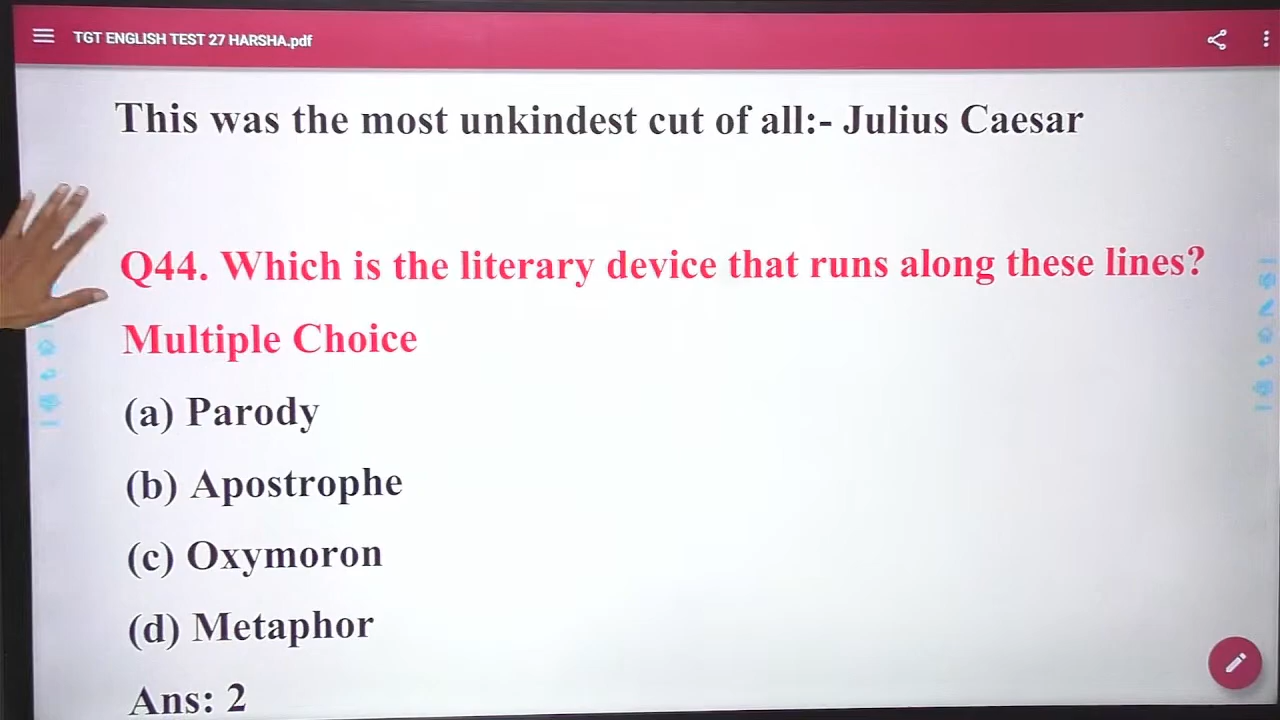 TGT ENGLISH TEST 27 HARSHA.pdf
This was the most unkindest cut of all:- Julius Caesar
Q44. Which is the literary device that runs along these lines?
Multiple Choice
(a) Parody
(b) Apostrophe
(c) Oxymoron
(d) Metaphor
Ans: 2